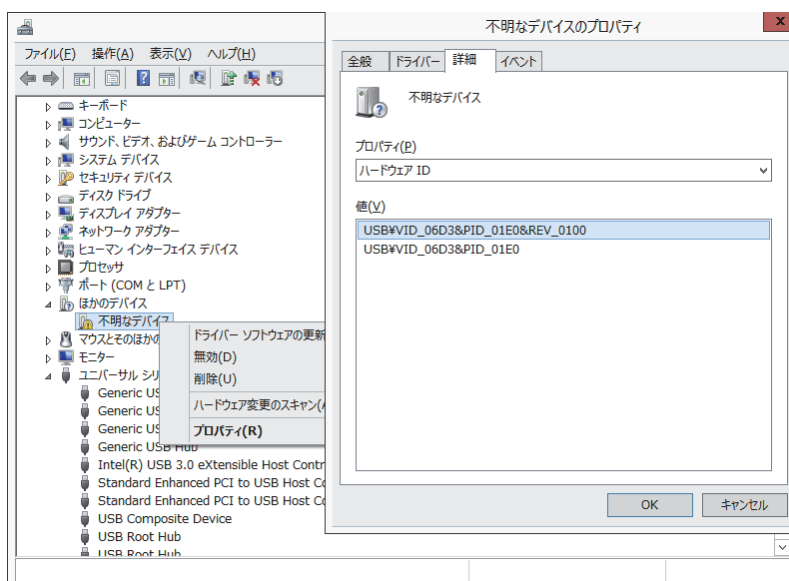 ファイル(F) 操作(A) 表示(V) ヘルプ(H)
キーボード
コンピューター
サウンド、ビデオ、およびゲーム コントローラー
システム デバイス
セキュリティ デバイス
ディスク ドライブ
ディスプレイ アダプター
ネットワーク アダプター
ヒューマン インターフェイス デバイス
プロセッサ
ポート (COM と LPT)
ほかのデバイス
不明なデバイス
マウスとそのほかの
モニター
ユニバーサル シリ
Generic US
Generic US
Generic US
Generic USB Hub
Intel(R) USB 3.0 eXtensible Host Contr
Standard Enhanced PCI to USB Host Co
Standard Enhanced PCI to USB Host Co
USB Composite Device
USB Root Hub
USB Root Hub
ドライバー ソフトウェアの更新
無効(D)
削除(U)
ハードウェア変更のスキャン(A
プロパティ(R)
不明なデバイスのプロパティ
x
全般 ドライバー 詳細 イベント
不明なデバイス
プロパティ(P)
ハードウェア ID
値(V)
USB¥VID_06D3&PID_01E0&REV_0100
USB¥VID_06D3&PID_01E0
OK キャンセル